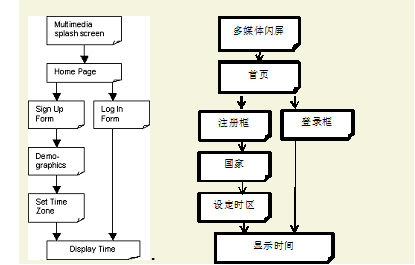 Multimedia
splash screen
Home Page
Sign Up
Form
Log In
Form
Demo-
graphics
Set Time
Zone
Display Time
多媒体闪屏
首页
注册框
登录框
国家
设定时区
显示时间